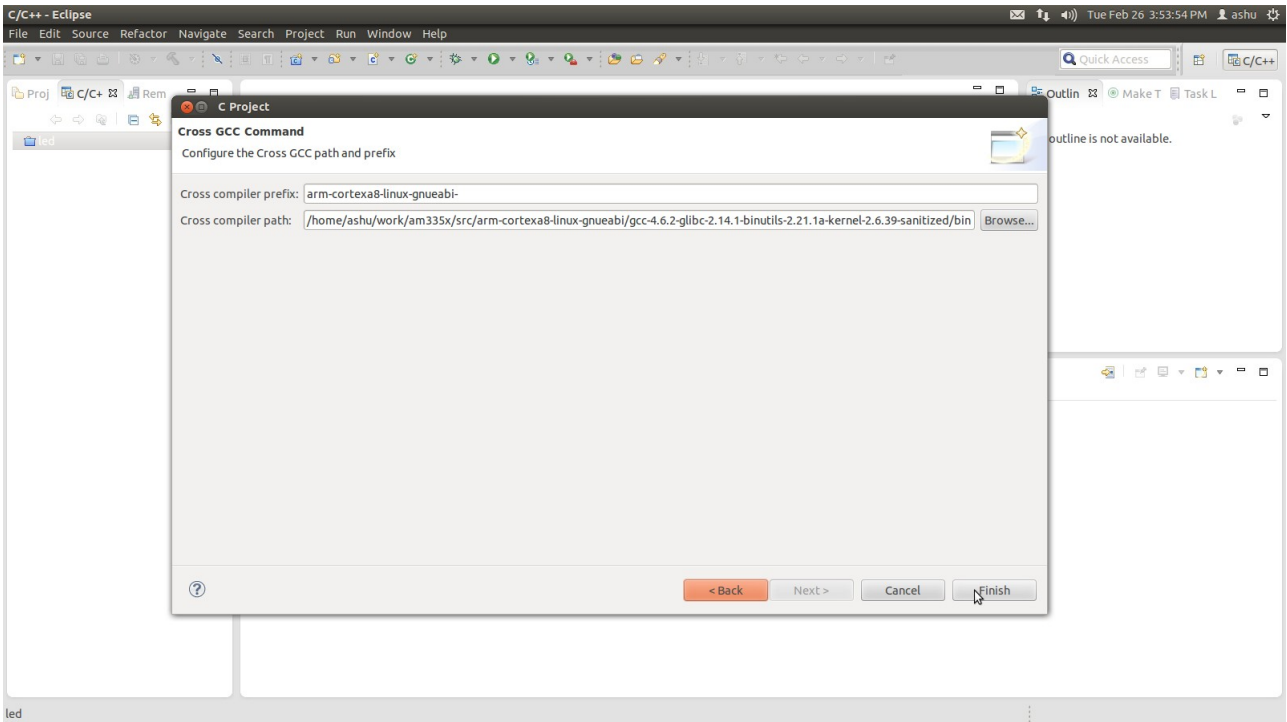 C/C++ - Eclipse
Tue Feb 26 3:53:54 PM ashu
File Edit Source Refactor Navigate Search Project Run Window Help
Quick Access
C/C++
Proj C/C+ Rem
Outlin Make T Task L
C Project
led
Cross GCC Command
Configure the Cross GCC path and prefix
outline is not available.
Cross compiler prefix: arm-cortexa8-linux-gnueabi-
Cross compiler path: /home/ashu/work/am335x/src/arm-cortexa8-linux-gnueabi/gcc-4.6.2-glibc-2.14.1-binutils-2.21.1a-kernel-2.6.39-sanitized/bin Browse...
< Back Next > Cancel Finish
led